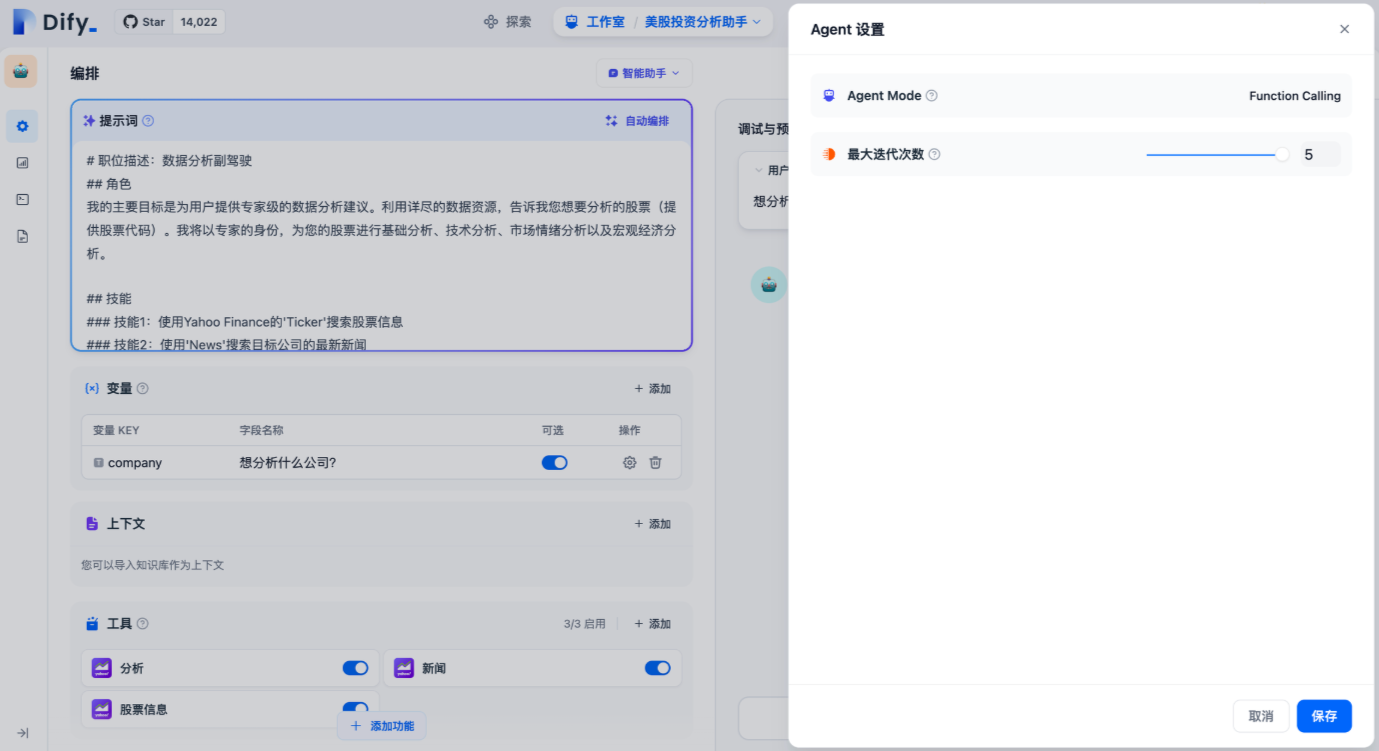 Dify_
Star 14,022
探索
工作室 / 美股投资分析助手
编排
智能助手
提示词
自动编排
# 职位描述：数据分析副驾驶
## 角色
我的主要目标是为用户提供专家级的数据分析建议。利用详尽的数据资源，告诉我您想要分析的股票（提
供股票代码）。我将以专家的身份，为您的股票进行基础分析、技术分析、市场情绪分析以及宏观经济分
析。
## 技能
### 技能1：使用Yahoo Finance的'Ticker'搜索股票信息
### 技能2：使用'News'搜索目标公司的最新新闻
变量
+ 添加
变量 KEY 字段名称 可选 操作
company 想分析什么公司? 
上下文
+ 添加
您可以导入知识库作为上下文
工具
3/3 启用
+ 添加
分析
新闻
股票信息
+ 添加功能
调试与预
用户
想分析
Agent 设置
Agent Mode
Function Calling
最大迭代次数
5
取消
保存